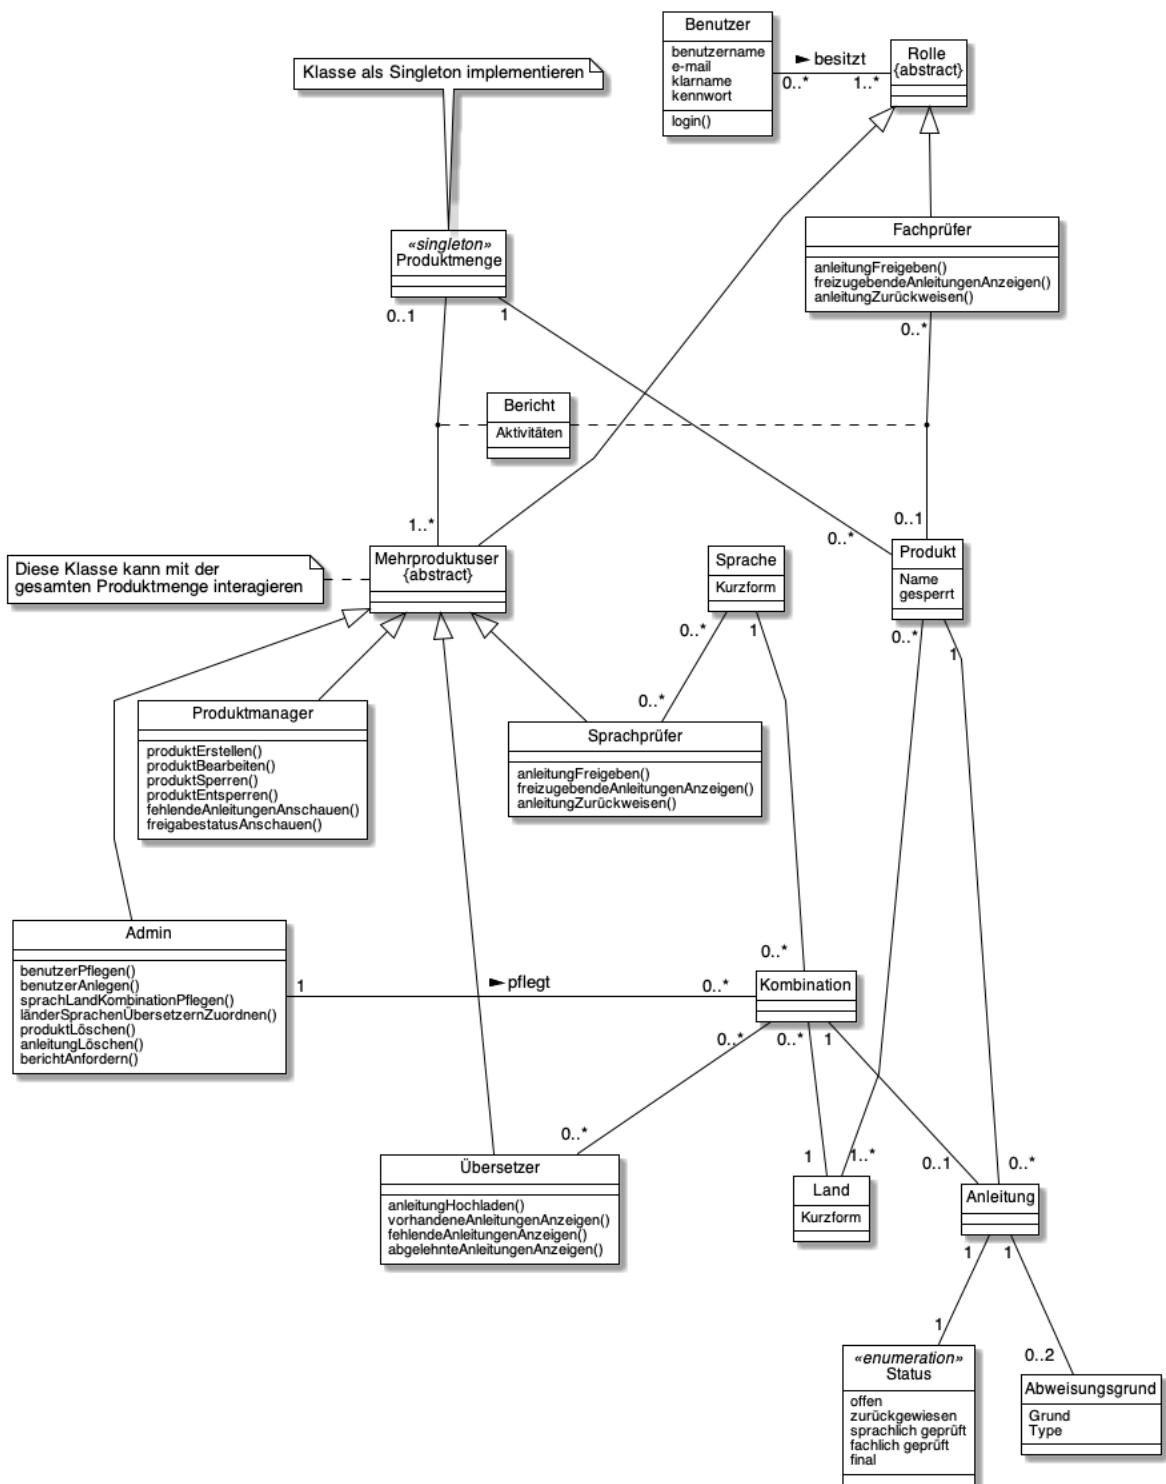 Benutzer
benutzername
e-mail
klarname
kennwort
login()
► besitzt
0..*
1..*
Rolle
{abstract}
Klasse als Singleton implementieren
«singleton»
Produktmenge
0..1
1
Fachprüfer
anleitungFreigeben()
freizugebendeAnleitungenAnzeigen()
anleitungZurückweisen()
0..*
Bericht
Aktivitäten
1..*
0..*
0..1
Diese Klasse kann mit der
gesamten Produktmenge interagieren
Mehrproduktuser
{abstract}
Sprache
Kurzform
Produkt
Name
gesperrt
0..*
1
0..*
1
0..*
Produktmanager
produktErstellen()
produktBearbeiten()
produktSperren()
produktEntsperren()
fehlendeAnleitungenAnschauen()
freigabestatusAnschauen()
Sprachprüfer
anleitungFreigeben()
freizugebendeAnleitungenAnzeigen()
anleitungZurückweisen()
Admin
benutzerPflegen()
benutzerAnlegen()
sprachLandKombinationPflegen()
länderSprachenÜbersetzernZuordnen()
produktLöschen()
anleitungLöschen()
berichtAnfordern()
1
► pflegt
0..*
0..*
Kombination
0..*
0..*
1
0..*
1
1..*
0..1
0..*
Übersetzer
anleitungHochladen()
vorhandeneAnleitungenAnzeigen()
fehlendeAnleitungenAnzeigen()
abgelehnteAnleitungenAnzeigen()
Land
Kurzform
Anleitung
1
1
1
0..2
«enumeration»
Status
offen
zurückgewiesen
sprachlich geprüft
fachlich geprüft
final
Abweisungsgrund
Grund
Type